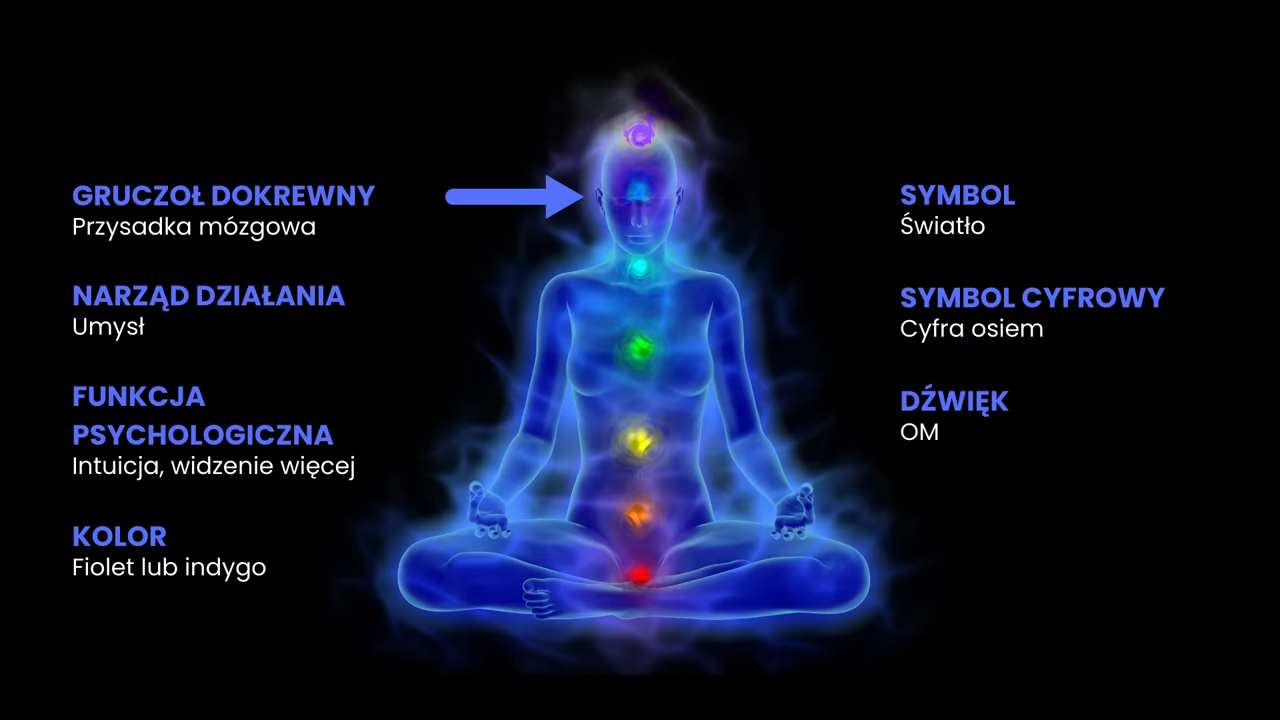 GRUCZOŁ DOKREWNY
Przysadka mózgowa
NARZĄD DZIAŁANIA
Umysł
FUNKCJA
PSYCHOLOGICZNA
Intuicja, widzenie więcej
KOLOR
Fiolet lub indygo
SYMBOL
Światło
SYMBOL CYFROWY
Cyfra osiem
DŹWIĘK
OM